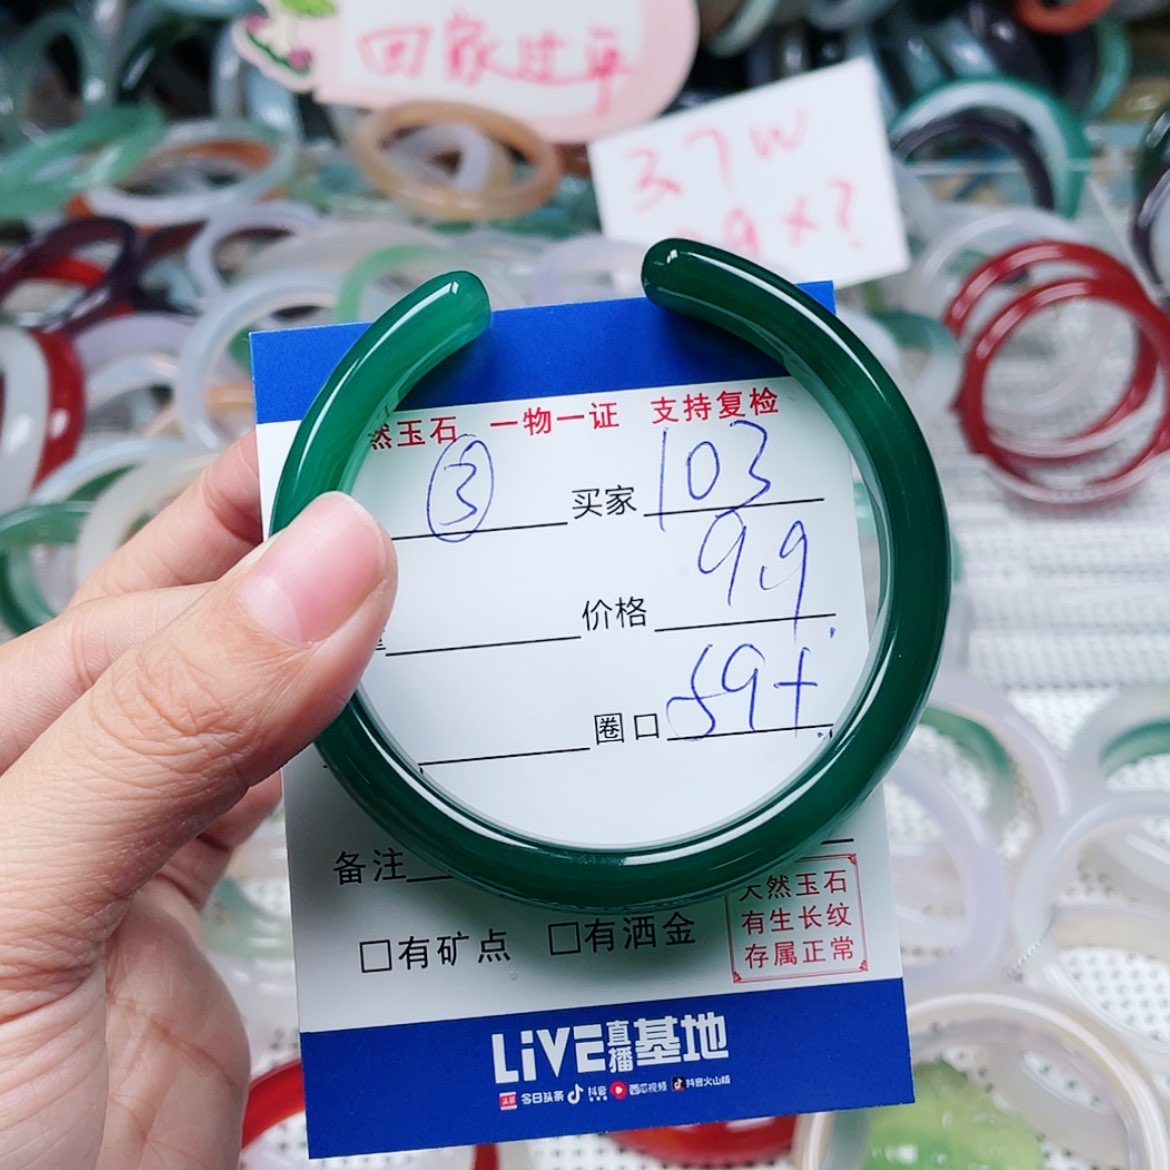 回家过年
37W
然玉石 一物一证 支持复检
③ 买家 103
价格 9.9
圈口 59+
备注
□有矿点 □有洒金
天然玉石
有生长纹
存属正常
LiVE直播基地
头条 今日头条 抖音 西瓜视频 抖音火山版